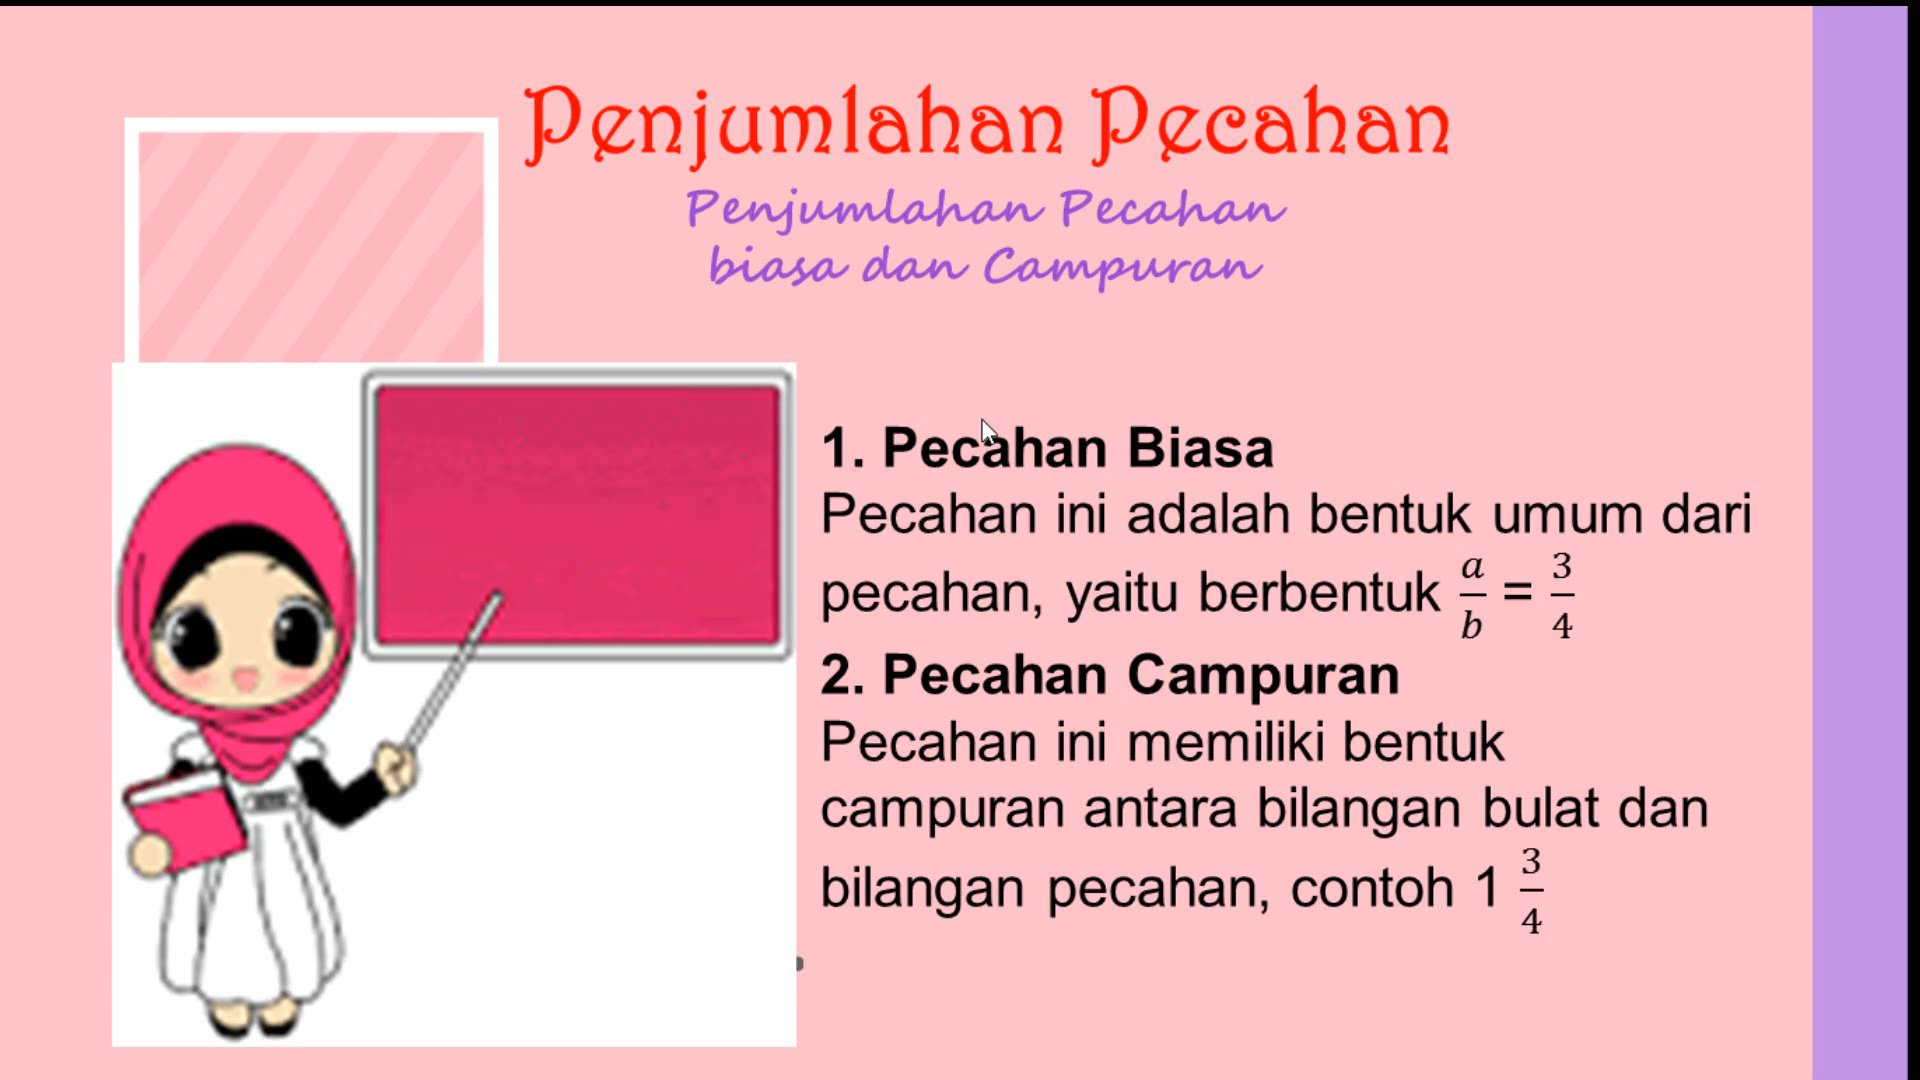 Penjumlahan Pecahan
Penjumlahan Pecahan
biasa dan Campuran
1. Pecahan Biasa
Pecahan ini adalah bentuk umum dari
pecahan, yaitu berbentuk a/b = 3/4
2. Pecahan Campuran
Pecahan ini memiliki bentuk
campuran antara bilangan bulat dan
bilangan pecahan, contoh 1 3/4